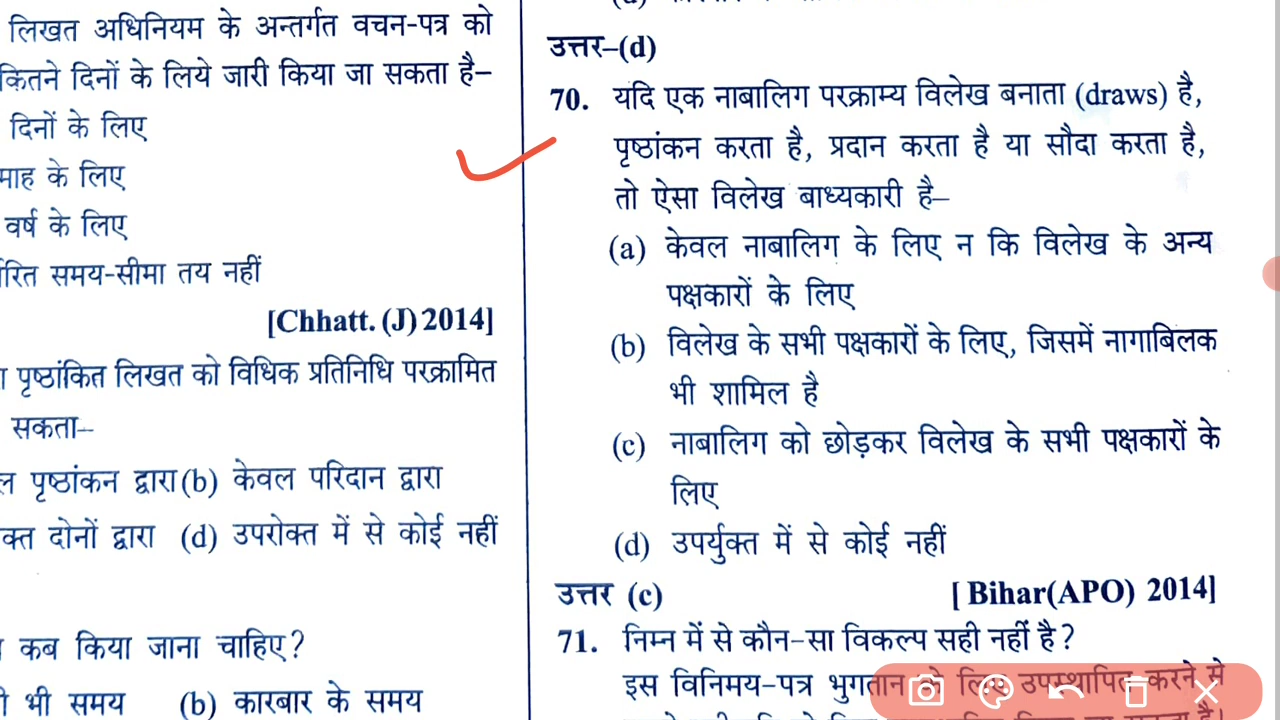 लिखत अधिनियम के अन्तर्गत वचन-पत्र को
कितने दिनों के लिये जारी किया जा सकता है–
दिनों के लिए
माह के लिए
वर्ष के लिए
रित समय-सीमा तय नहीं
[Chhatt. (J) 2014]
पृष्ठांकित लिखत को विधिक प्रतिनिधि परक्रामित
सकता–
पृष्ठांकन द्वारा (b) केवल परिदान द्वारा
क्त दोनों द्वारा (d) उपरोक्त में से कोई नहीं
कब किया जाना चाहिए?
भी समय (b) कारबार के समय
उत्तर–(d)
70. यदि एक नाबालिग परक्राम्य विलेख बनाता (draws) है,
पृष्ठांकन करता है, प्रदान करता है या सौदा करता है,
तो ऐसा विलेख बाध्यकारी है–
(a) केवल नाबालिग के लिए न कि विलेख के अन्य
पक्षकारों के लिए
(b) विलेख के सभी पक्षकारों के लिए, जिसमें नागाबिलक
भी शामिल है
(c) नाबालिग को छोड़कर विलेख के सभी पक्षकारों के
लिए
(d) उपर्युक्त में से कोई नहीं
उत्तर (c) [Bihar(APO) 2014]
71. निम्न में से कौन-सा विकल्प सही नहीं है?
इस विनिमय-पत्र भुगतान के लिए उपस्थापित करने से